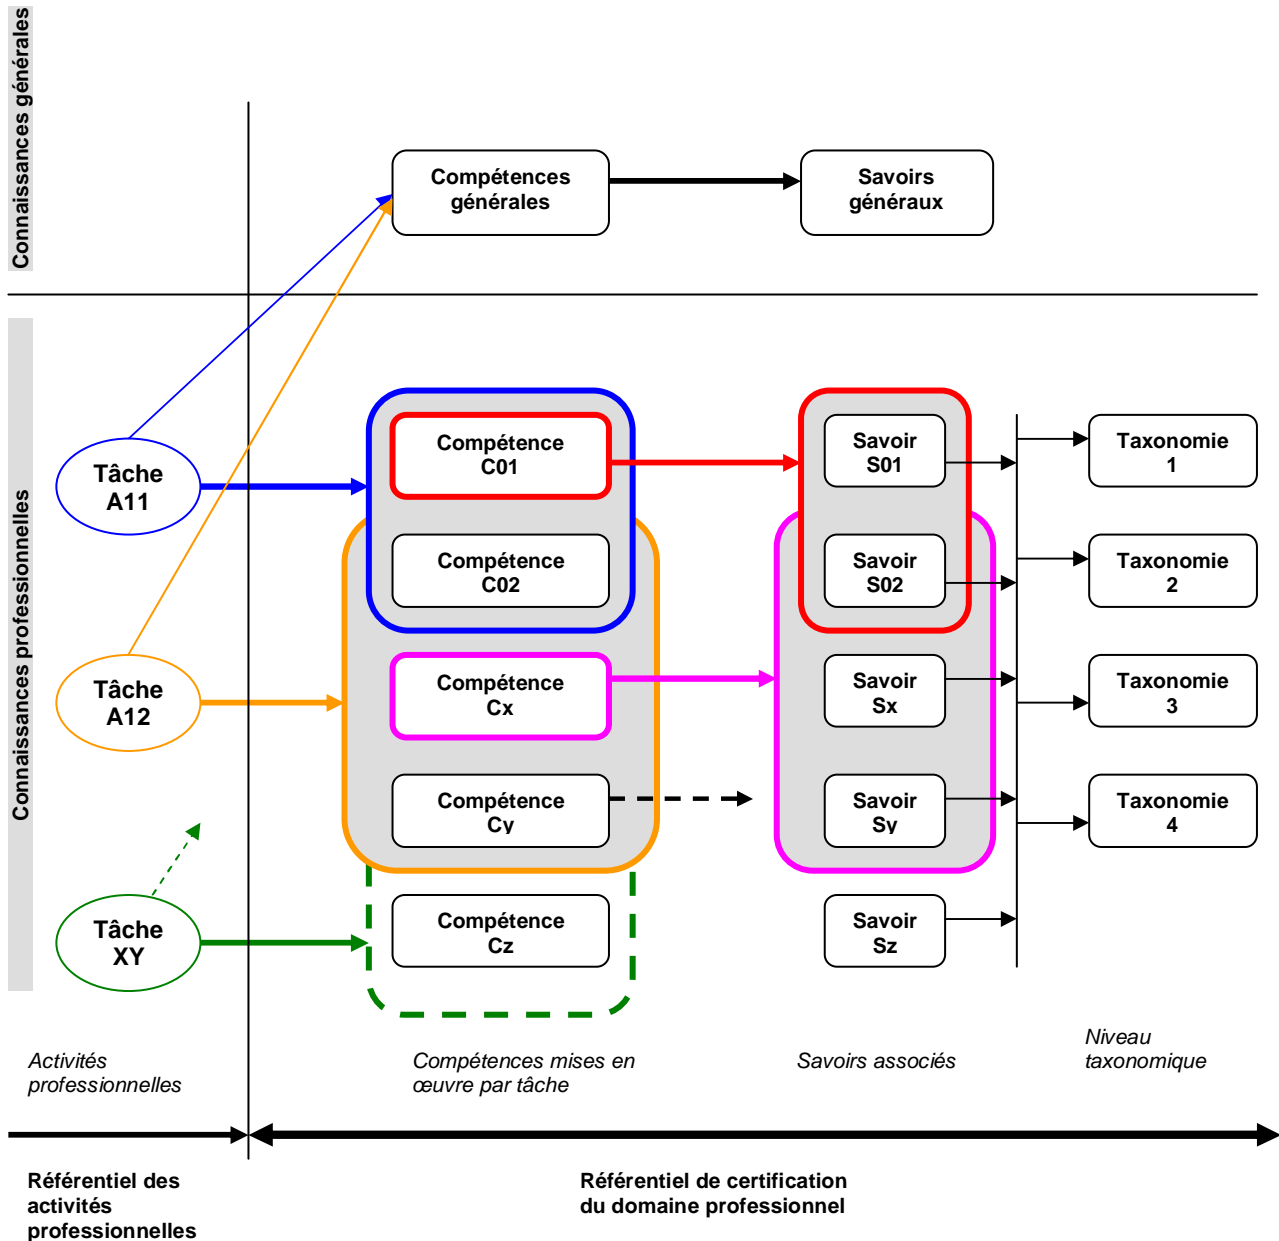 Connaissances générales
Compétences
générales
Savoirs
généraux
Connaissances professionnelles
Tâche
A11
Compétence
C01
Savoir
S01
Taxonomie
1
Compétence
C02
Savoir
S02
Taxonomie
2
Tâche
A12
Compétence
Cx
Savoir
Sx
Taxonomie
3
Compétence
Cy
Savoir
Sy
Taxonomie
4
Tâche
XY
Compétence
Cz
Savoir
Sz
Activités
professionnelles
Compétences mises en
œuvre par tâche
Savoirs associés
Niveau
taxonomique
Référentiel des
activités
professionnelles
Référentiel de certification
du domaine professionnel